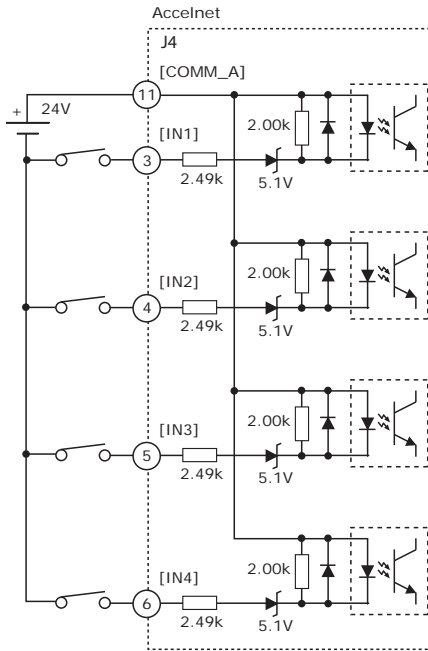 Accelnet
J4
[COMM_A]
11
+ 24V
2.00k
[IN1]
3
2.49k
5.1V
2.00k
[IN2]
4
2.49k
5.1V
2.00k
[IN3]
5
2.49k
5.1V
2.00k
[IN4]
6
2.49k
5.1V